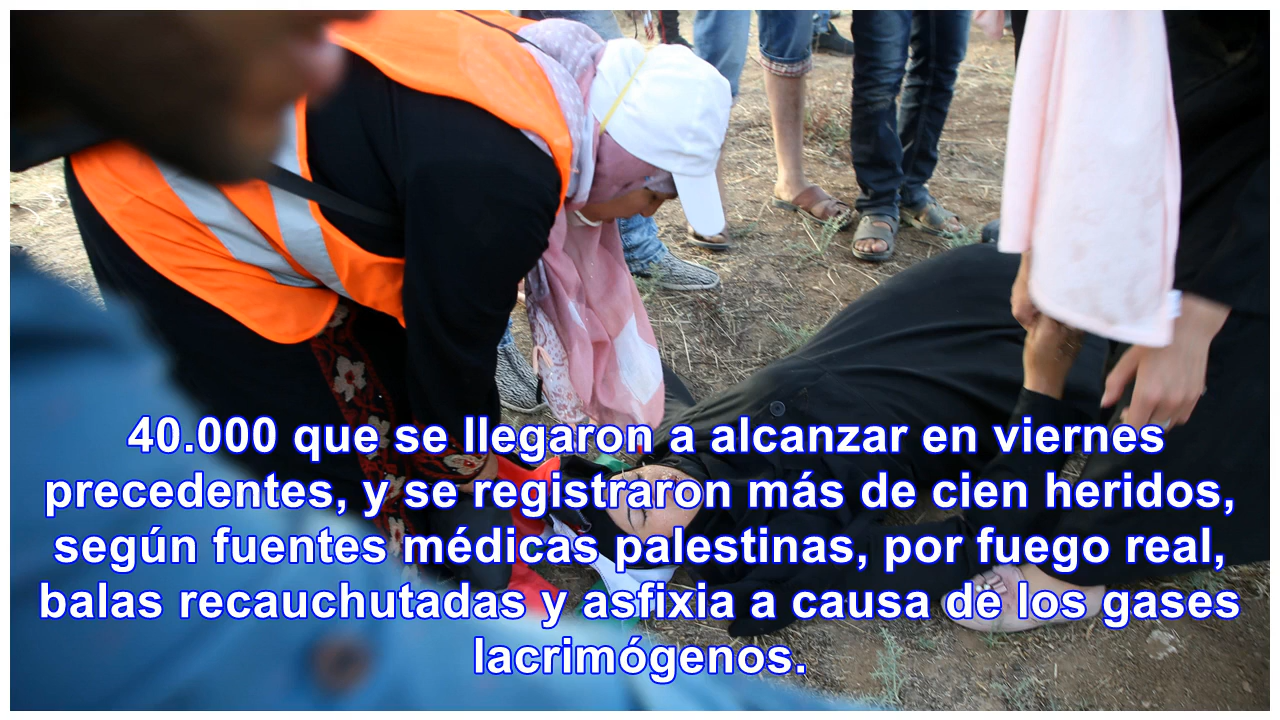 40.000 que se llegaron a alcanzar en viernes
precedentes, y se registraron más de cien heridos,
según fuentes médicas palestinas, por fuego real,
balas recauchutadas y asfixia a causa de los gases
lacrimógenos.